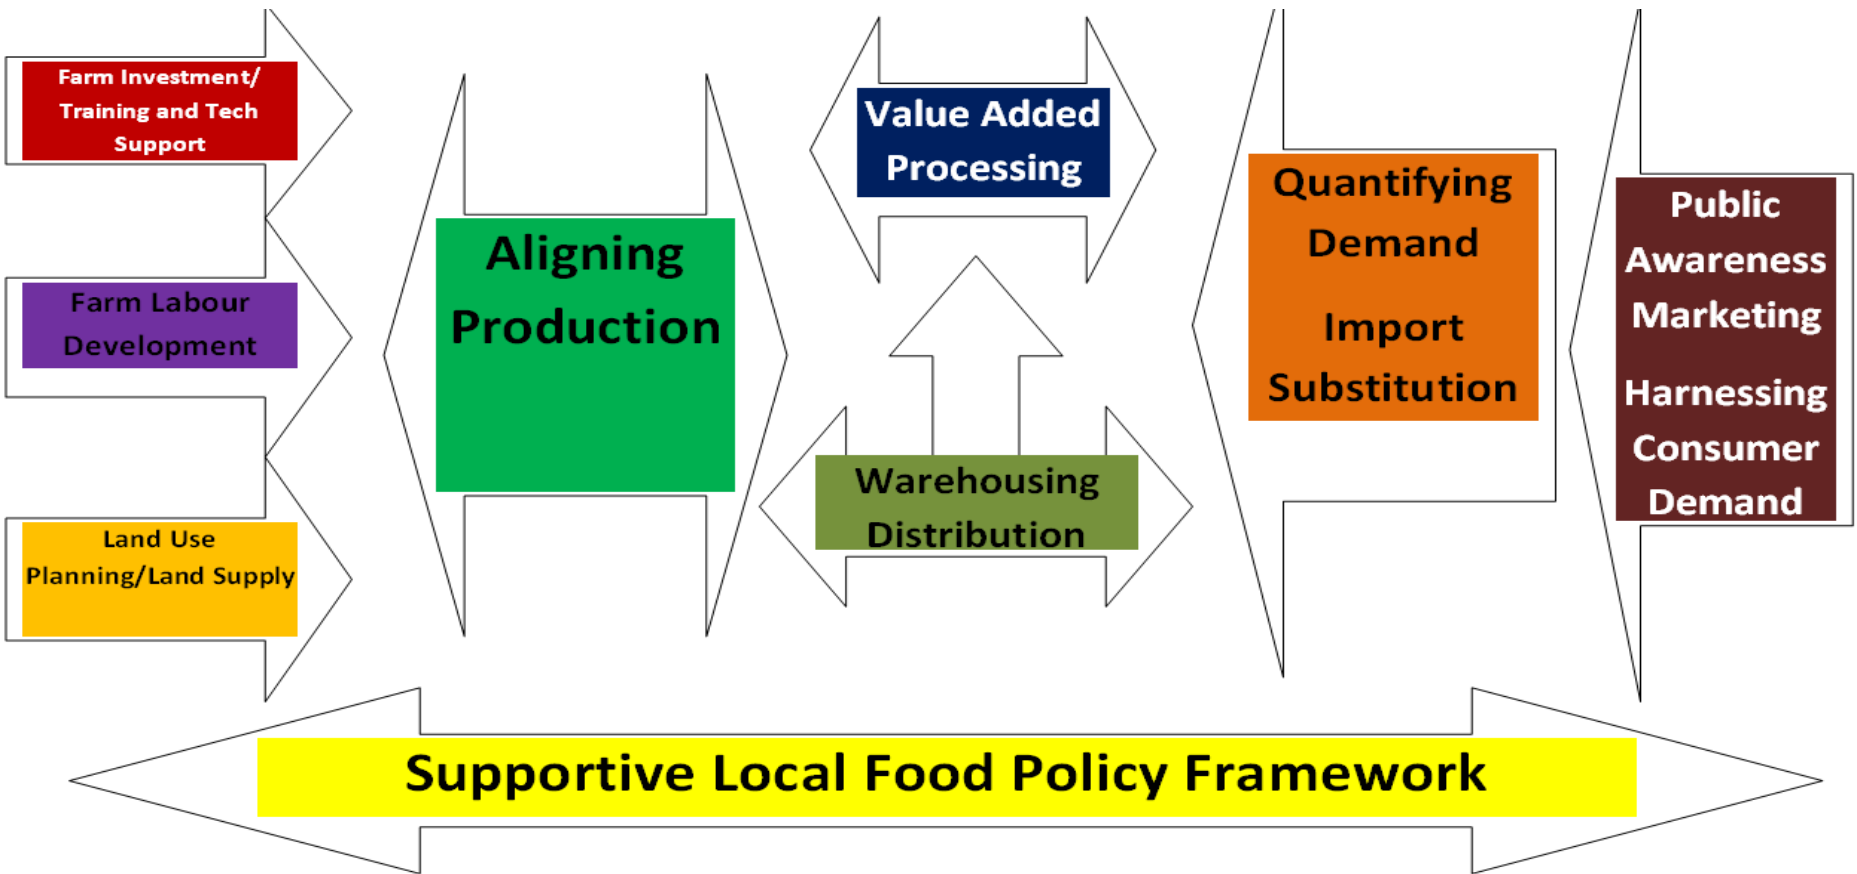 Farm Investment/
Training and Tech
Support
Farm Labour
Development
Land Use
Planning/Land Supply
Aligning
Production
Value Added
Processing
Warehousing
Distribution
Quantifying
Demand
Import
Substitution
Public
Awareness
Marketing
Harnessing
Consumer
Demand
Supportive Local Food Policy Framework